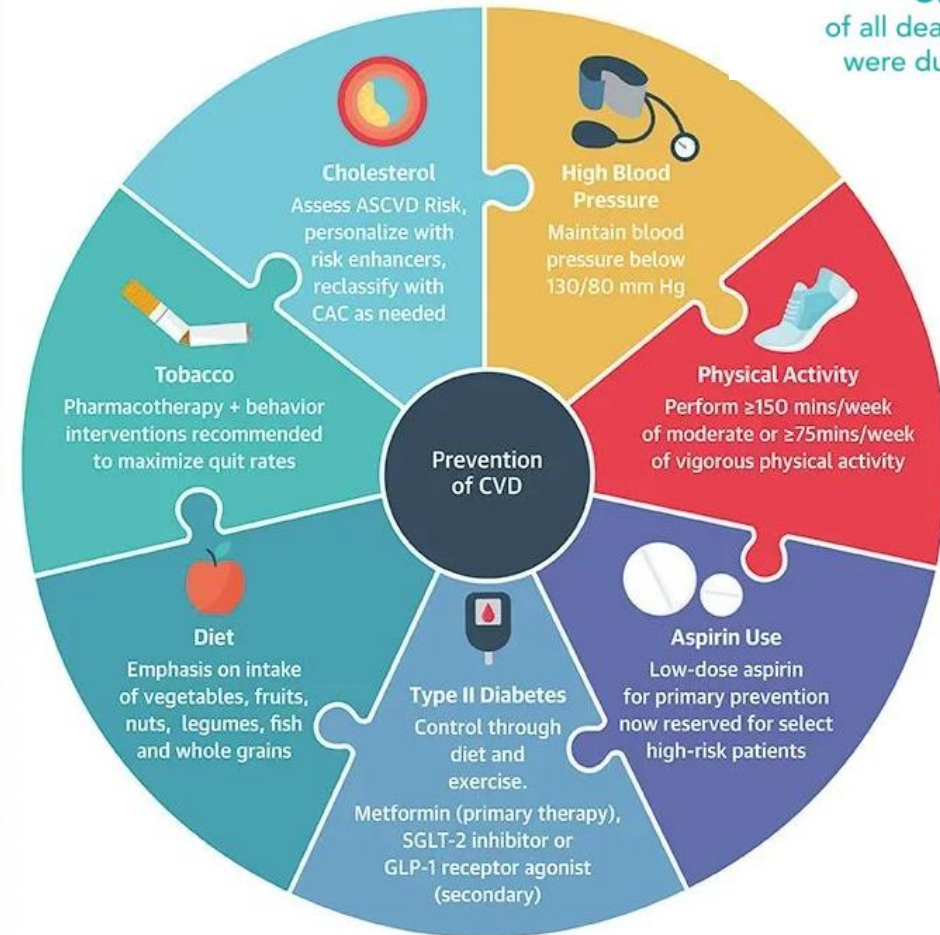 of all dea
were du
Cholesterol
Assess ASCVD Risk,
personalize with
risk enhancers,
reclassify with
CAC as needed
High Blood
Pressure
Maintain blood
pressure below
130/80 mm Hg
Tobacco
Pharmacotherapy + behavior
interventions recommended
to maximize quit rates
Physical Activity
Perform ≥150 mins/week
of moderate or ≥75mins/week
of vigorous physical activity
Prevention
of CVD
Diet
Emphasis on intake
of vegetables, fruits,
nuts, legumes, fish
and whole grains
Type II Diabetes
Control through
diet and
exercise.
Metformin (primary therapy),
SGLT-2 inhibitor or
GLP-1 receptor agonist
(secondary)
Aspirin Use
Low-dose aspirin
for primary prevention
now reserved for select
high-risk patients